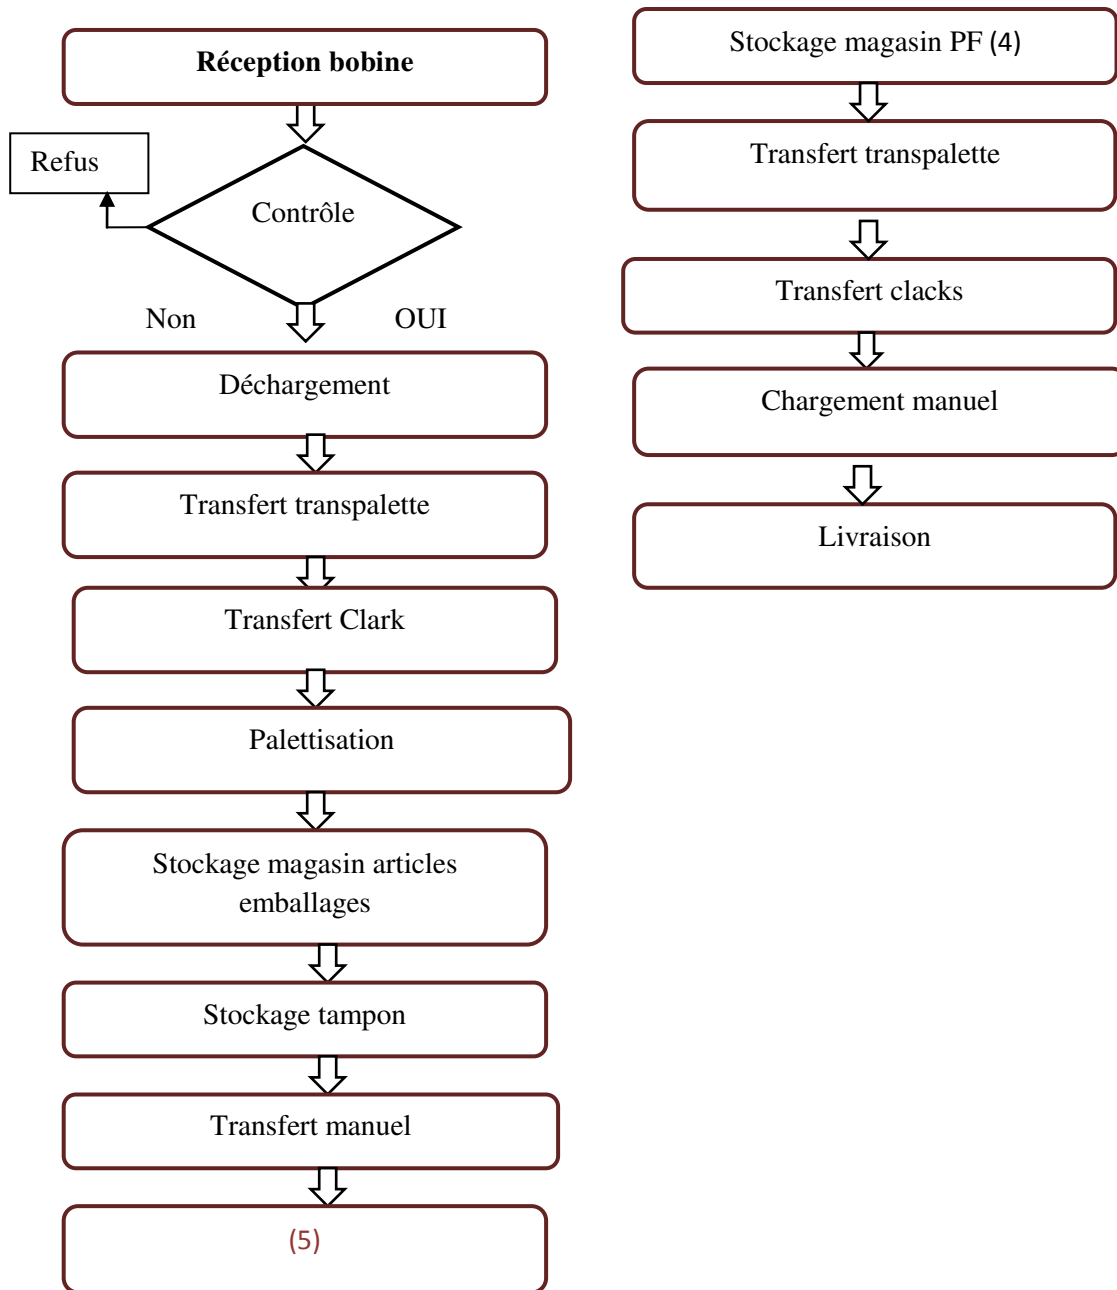 Réception bobine
Refus
Contrôle
Non
OUI
Déchargement
Transfert transpalette
Transfert Clark
Palettisation
Stockage magasin articles
emballages
Stockage tampon
Transfert manuel
(5)
Stockage magasin PF (4)
Transfert transpalette
Transfert clacks
Chargement manuel
Livraison